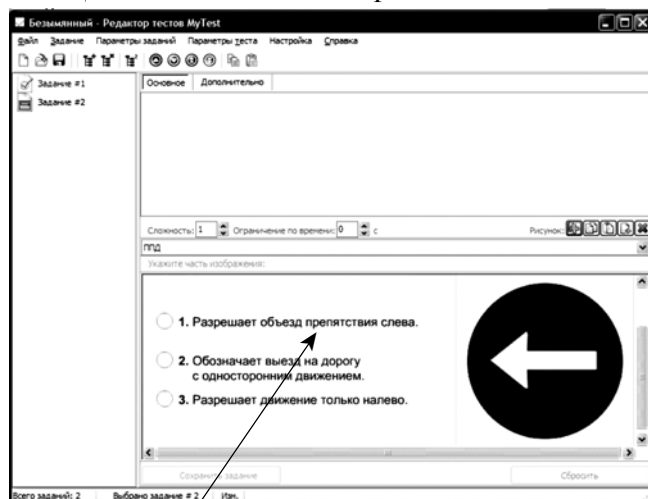 Безымянный - Редактор тестов MyTest
Файл Задание Параметры заданий Параметры теста Настройка Справка
Задание #1
Задание #2
Основное Дополнительно
Сложность: 1 Ограничение по времени: 0 с Рисунок:
ппд
Укажите часть изображения:
1. Разрешает объезд препятствия слева.
2. Обозначает выезд на дорогу
с односторонним движением.
3. Разрешает движение только налево.
Сохранить задание Сбросить
Всего заданий: 2 Выбрано задание # 2 Изм.